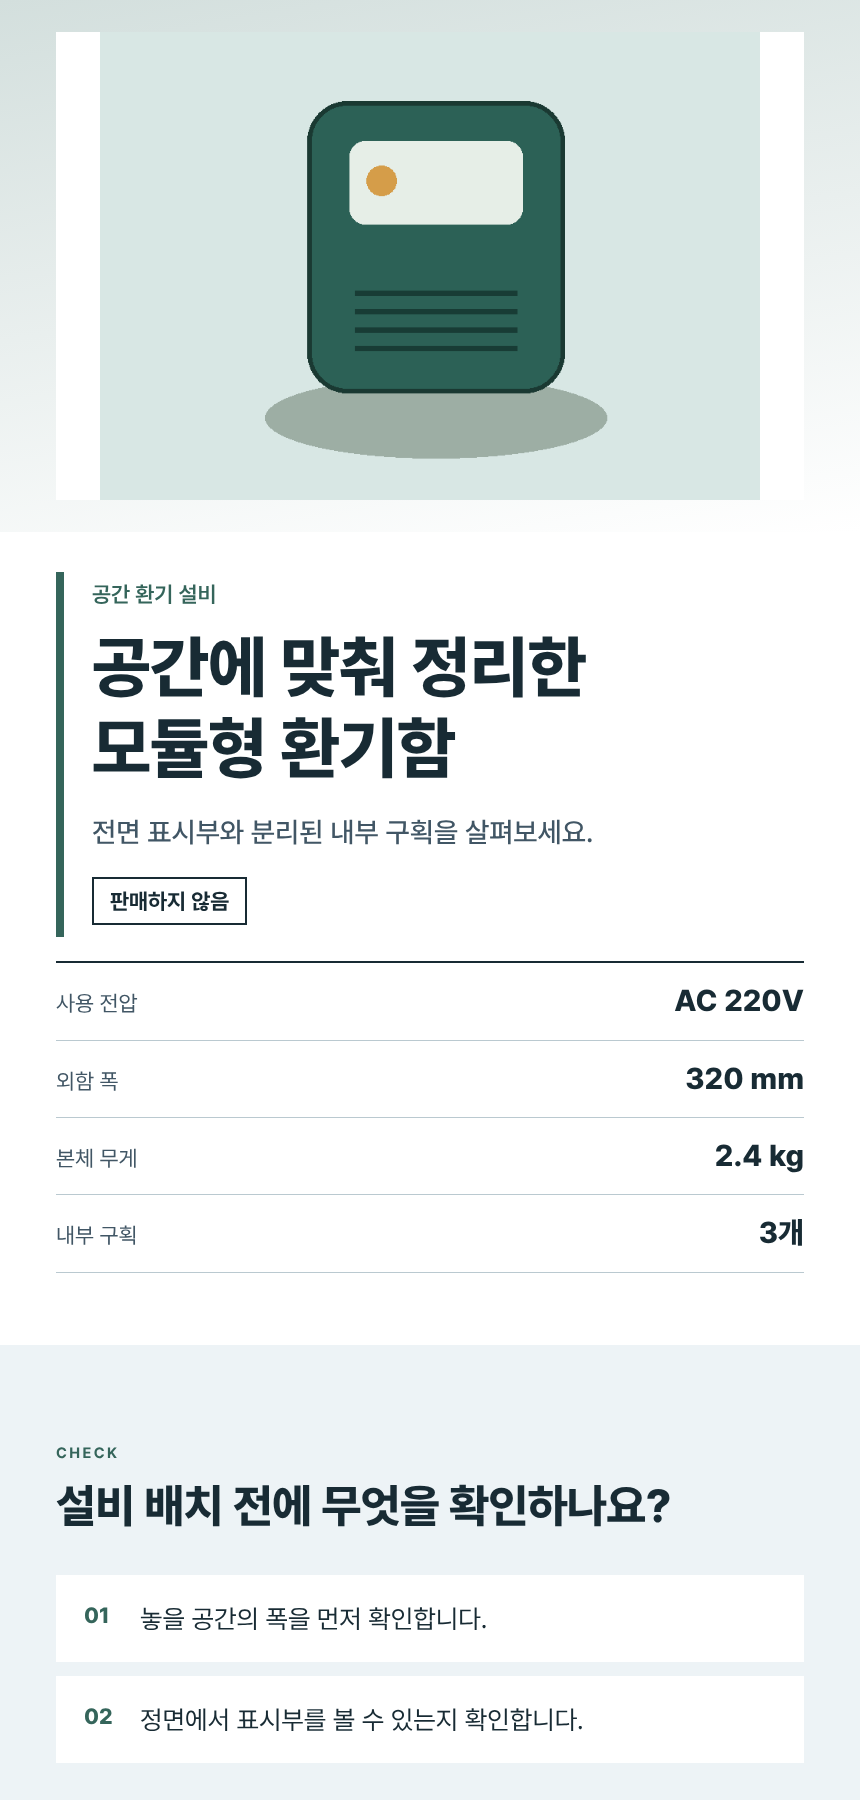 공간 환기 설비
공간에 맞춰 정리한
모듈형 환기함
전면 표시부와 분리된 내부 구획을 살펴보세요.
판매하지 않음
사용 전압 AC 220V
외함 폭 320 mm
본체 무게 2.4 kg
내부 구획 3개
CHECK
설비 배치 전에 무엇을 확인하나요?
01 놓을 공간의 폭을 먼저 확인합니다.
02 정면에서 표시부를 볼 수 있는지 확인합니다.